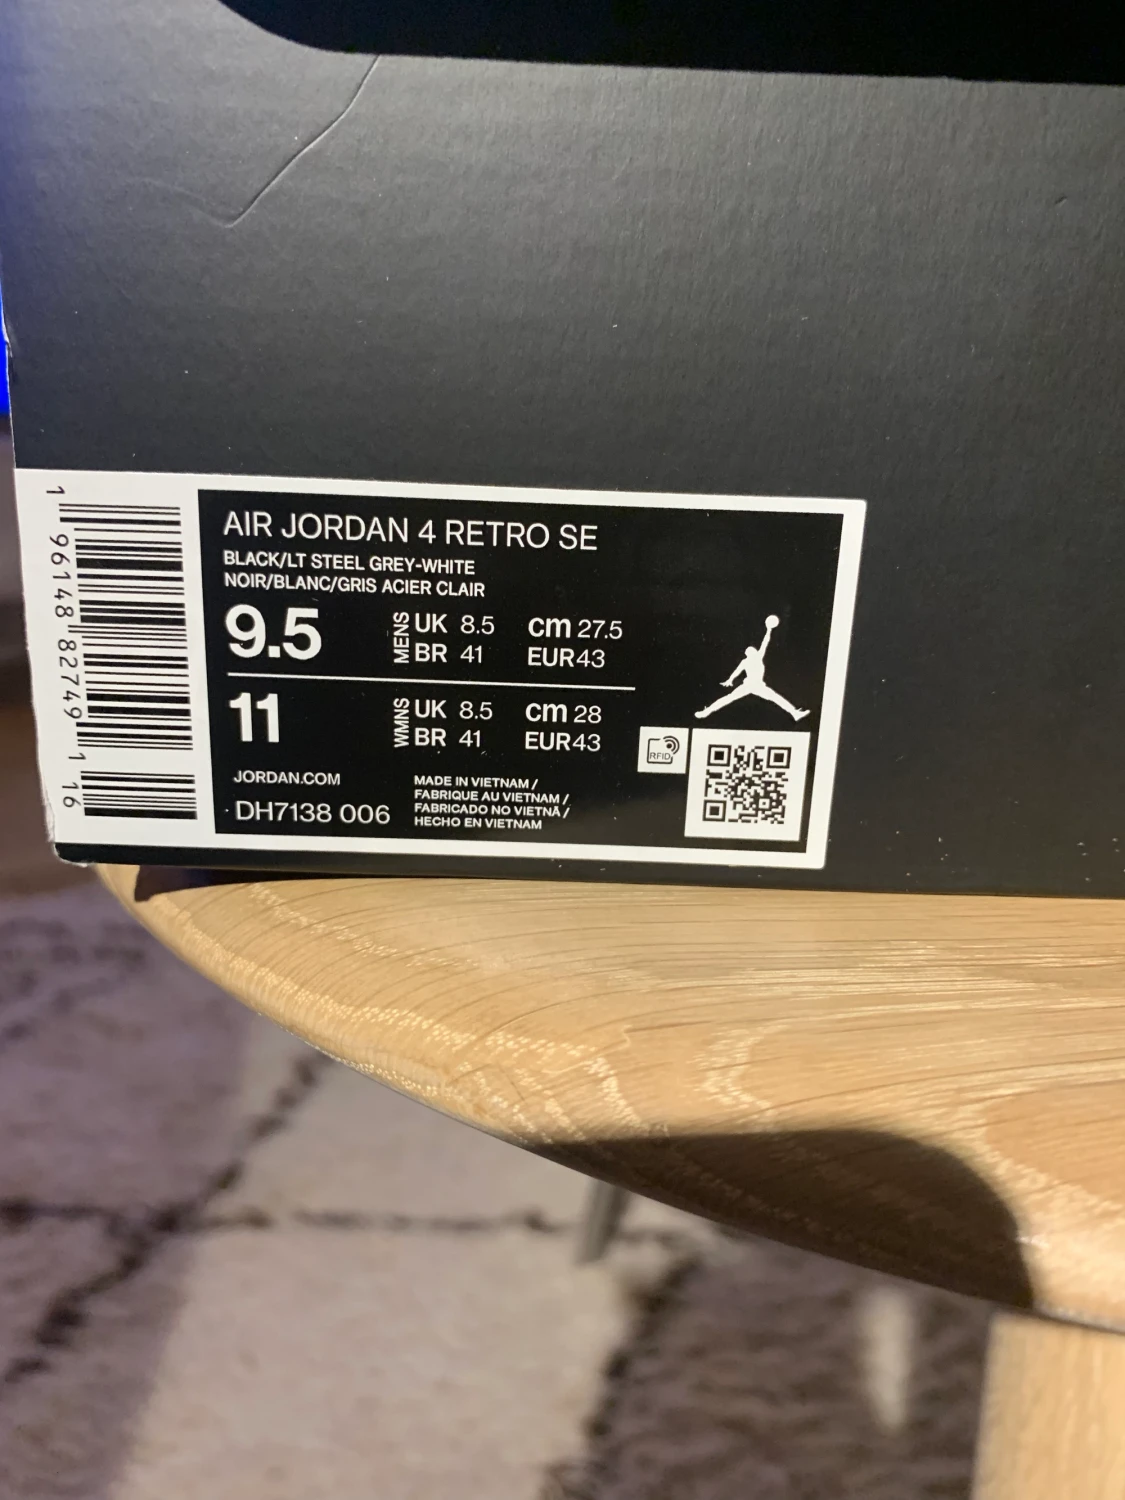 1 96148 82749 1 16
AIR JORDAN 4 RETRO SE
BLACK/LT STEEL GREY-WHITE
NOIR/BLANC/GRIS ACIER CLAIR
9.5 MENS UK 8.5 cm 27.5
BR 41 EUR43
11 WMNS UK 8.5 cm 28
BR 41 EUR43
RFID
JORDAN.COM
DH7138 006
MADE IN VIETNAM /
FABRIQUE AU VIETNAM /
FABRICADO NO VIETNÃ /
HECHO EN VIETNAM